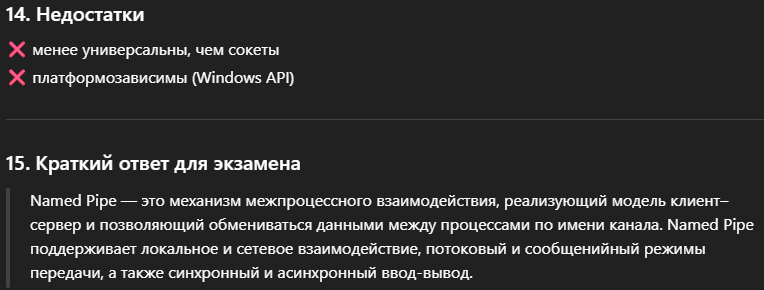 14. Недостатки
❌ менее универсальны, чем сокеты
❌ платформозависимы (Windows API)
15. Краткий ответ для экзамена
Named Pipe — это механизм межпроцессного взаимодействия, реализующий модель клиент–
сервер и позволяющий обмениваться данными между процессами по имени канала. Named Pipe
поддерживает локальное и сетевое взаимодействие, потоковый и сообщенийный режимы
передачи, а также синхронный и асинхронный ввод-вывод.